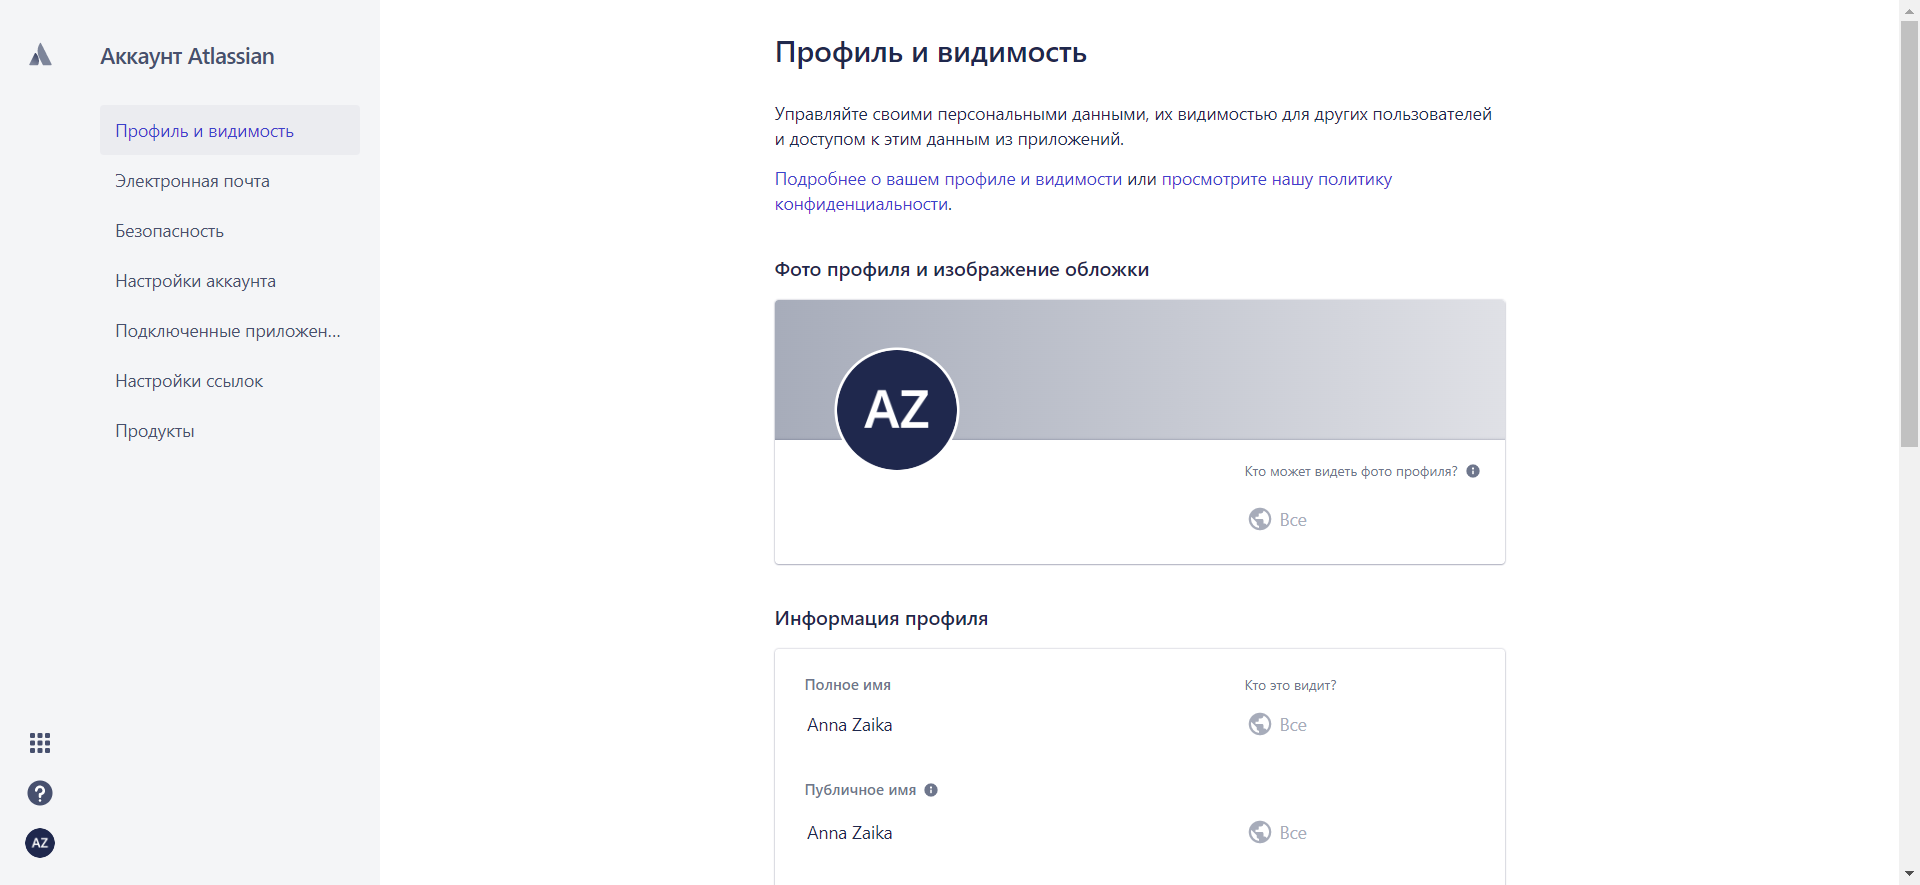 Аккаунт Atlassian
Профиль и видимость
Электронная почта
Безопасность
Настройки аккаунта
Подключенные приложен...
Настройки ссылок
Продукты
AZ
Профиль и видимость
Управляйте своими персональными данными, их видимостью для других пользователей
и доступом к этим данным из приложений.
Подробнее о вашем профиле и видимости или просмотрите нашу политику
конфиденциальности.
Фото профиля и изображение обложки
AZ
Кто может видеть фото профиля?
Все
Информация профиля
Полное имя
Кто это видит?
Anna Zaika
Все
Публичное имя
Anna Zaika
Все